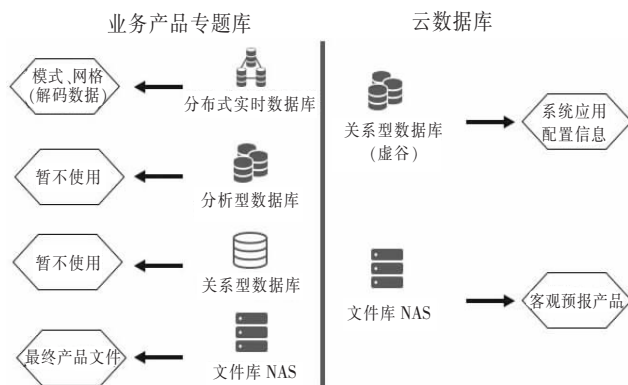 业务产品专题库
模式、网格
(解码数据)
分布式实时数据库
暂不使用
分析型数据库
暂不使用
关系型数据库
最终产品文件
文件库 NAS
云数据库
关系型数据库
(虚谷)
系统应用
配置信息
文件库 NAS
客观预报产品